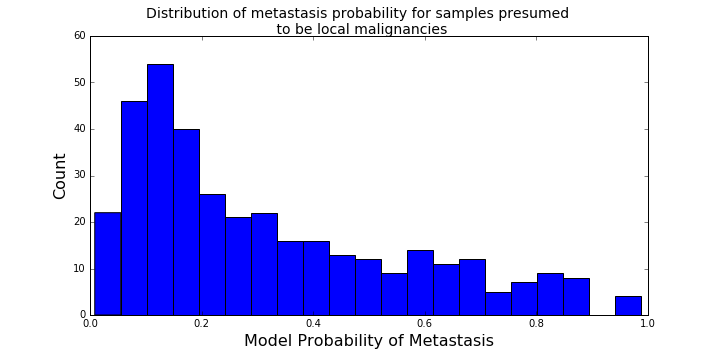 Distribution of metastasis probability for samples presumed
to be local malignancies
60
50
40
30
20
10
0
Count
0.0 0.2 0.4 0.6 0.8 1.0
Model Probability of Metastasis